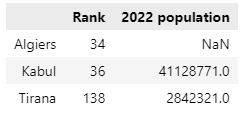 Rank 2022 population
Algiers 34 NaN
Kabul 36 41128771.0
Tirana 138 2842321.0